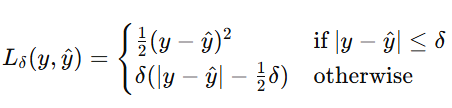 L_δ(y, ŷ) = { ½(y − ŷ)² if |y − ŷ| ≤ δ
δ(|y − ŷ| − ½δ) otherwise